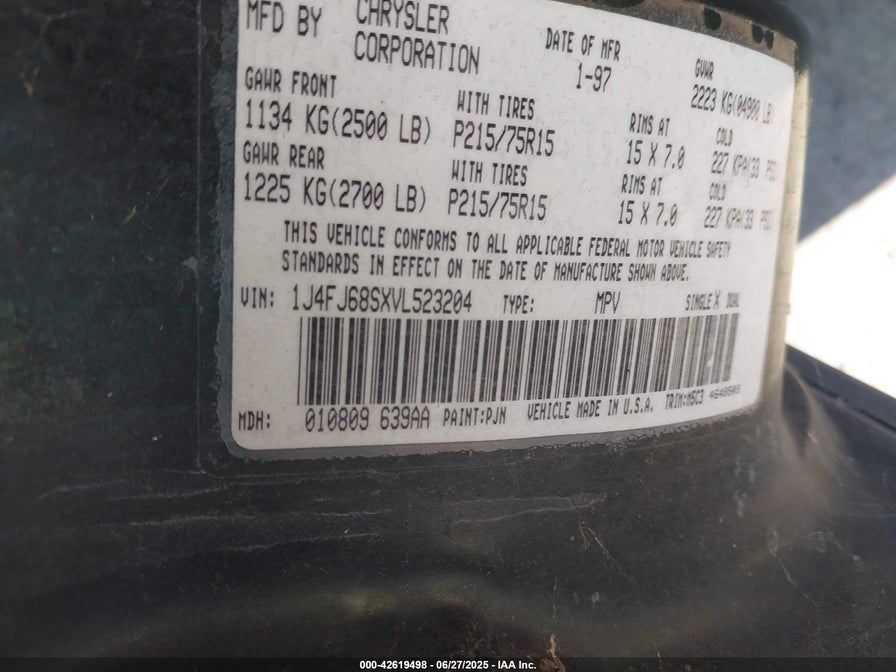 MFD BY CHRYSLER CORPORATION DATE OF MFR 1-97 GVWR 2223 KG(04900 LB)
GAWR FRONT WITH TIRES RIMS AT COLD
1134 KG(2500 LB) P215/75R15 15 X 7.0 227 KPA(33 PSI)
GAWR REAR WITH TIRES RIMS AT COLD
1225 KG(2700 LB) P215/75R15 15 X 7.0 227 KPA(33 PSI)
THIS VEHICLE CONFORMS TO ALL APPLICABLE FEDERAL MOTOR VEHICLE SAFETY
STANDARDS IN EFFECT ON THE DATE OF MANUFACTURE SHOWN ABOVE.
VIN: 1J4FJ68SXVL523204 TYPE: MPV SINGLE X DUAL
MDH: 010809 639AA PAINT:PJN VEHICLE MADE IN U.S.A. TRIM:M5C3 4648503
000-42619498 - 06/27/2025 - IAA Inc.